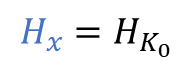 H_x = H_{K_0}